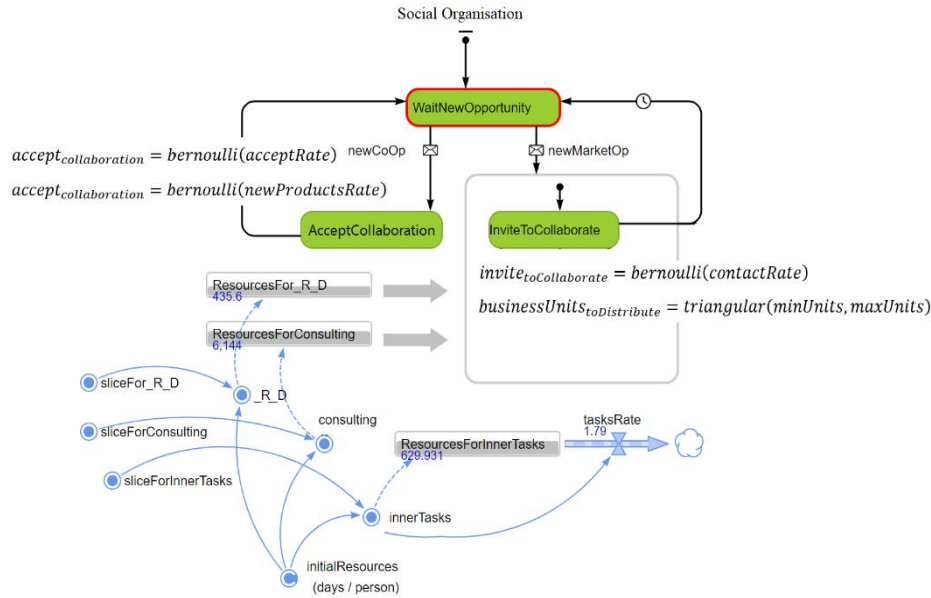 Social Organisation
WaitNewOpportunity
newCoOp
newMarketOp
accept_collaboration = bernoulli(acceptRate)
accept_collaboration = bernoulli(newProductsRate)
AcceptCollaboration
InviteToCollaborate
invite_toCollaborate = bernoulli(contactRate)
businessUnits_toDistribute = triangular(minUnits, maxUnits)
ResourcesFor_R_D
435.6
ResourcesForConsulting
6,144
sliceFor_R_D
_R_D
consulting
sliceForConsulting
tasksRate
1.79
ResourcesForInnerTasks
629.931
sliceForInnerTasks
innerTasks
initialResources
(days / person)